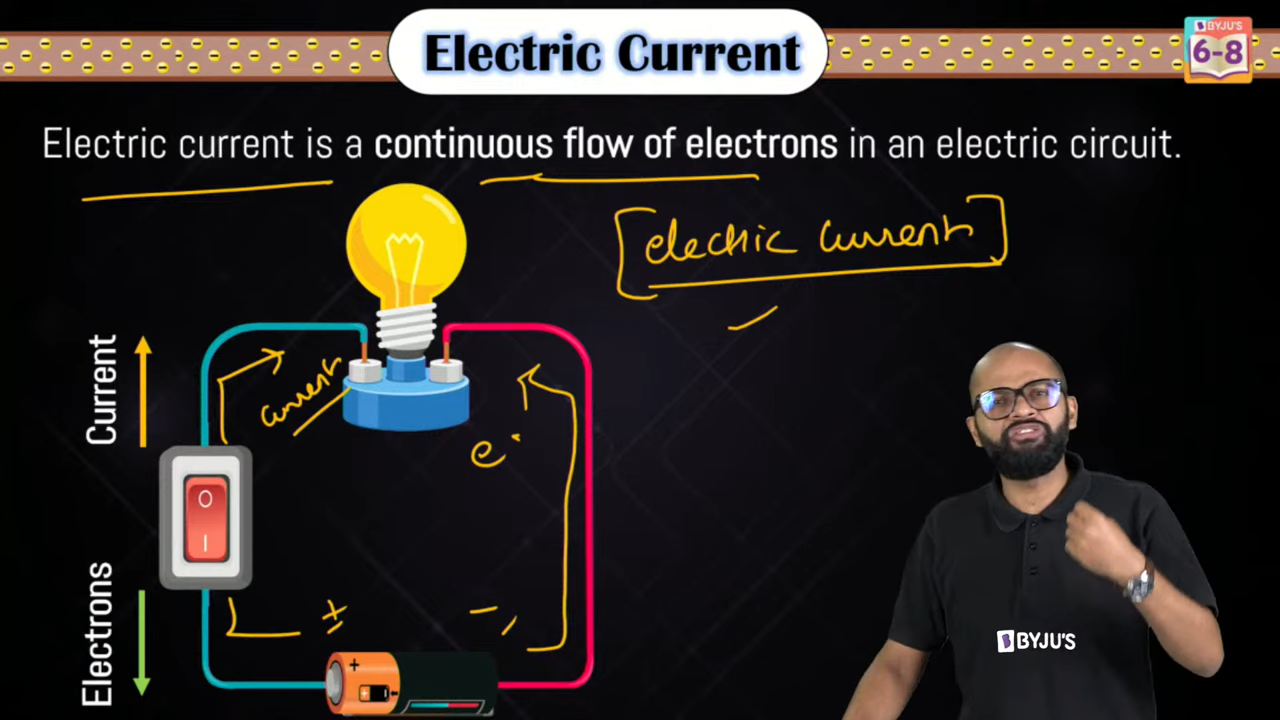 Electric Current
BYJU'S
6-8
Electric current is a continuous flow of electrons in an electric circuit.
[electric current]
Current
current
e-
O
I
Electrons
±
-
+
BYJU'S